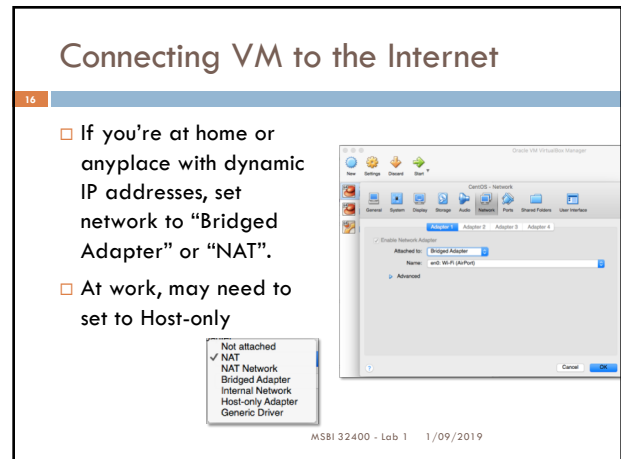 Connecting VM to the Internet
16
If you're at home or
anyplace with dynamic
IP addresses, set
network to "Bridged
Adapter" or "NAT".
At work, may need to
set to Host-only
Oracle VM VirtualBox Manager
New Settings Discard Start
CentOS - Network
General System Display Storage Audio Network Ports Shared Folders User Interface
Adapter 1 Adapter 2 Adapter 3 Adapter 4
Enable Network Adapter
Attached to: Bridged Adapter
Name: en0: Wi-Fi (AirPort)
Advanced
? Cancel OK
Not attached
✓ NAT
NAT Network
Bridged Adapter
Internal Network
Host-only Adapter
Generic Driver
MSBI 32400 - Lab 1 1/09/2019